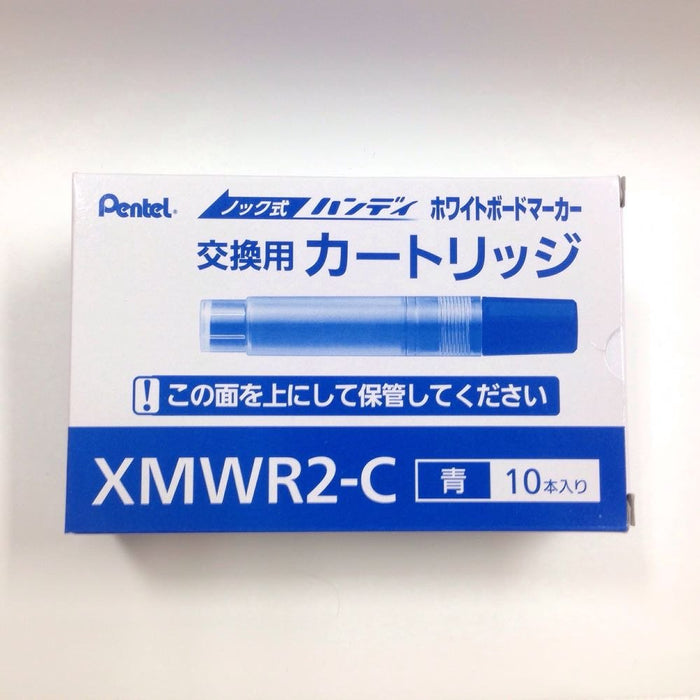 Pentel® ノック式 ハンディ ホワイトボードマーカー
交換用 カートリッジ
! この面を上にして保管してください
XMWR2-C 青 10本入り